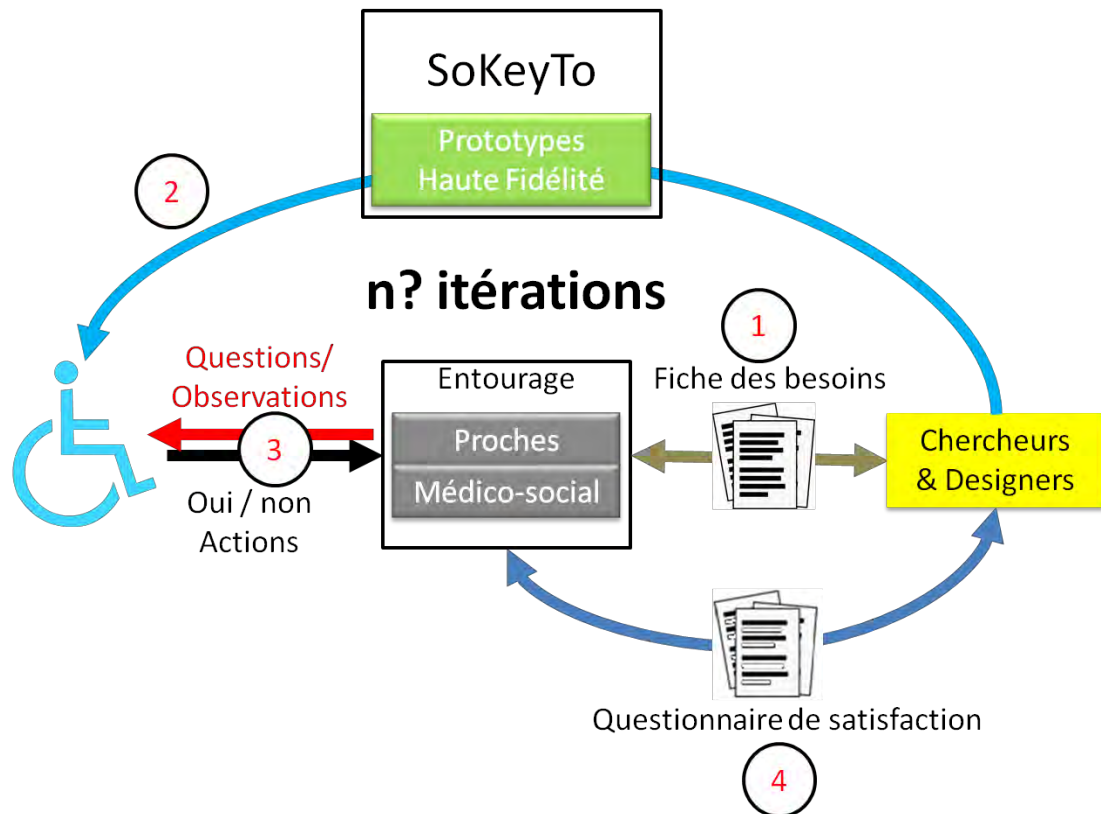 SoKeyTo
Prototypes
Haute Fidélité
2
n? itérations
1
Questions/
Observations
Entourage
Fiche des besoins
3
Proches
Médico-social
Chercheurs
& Designers
Oui / non
Actions
Questionnaire de satisfaction
4